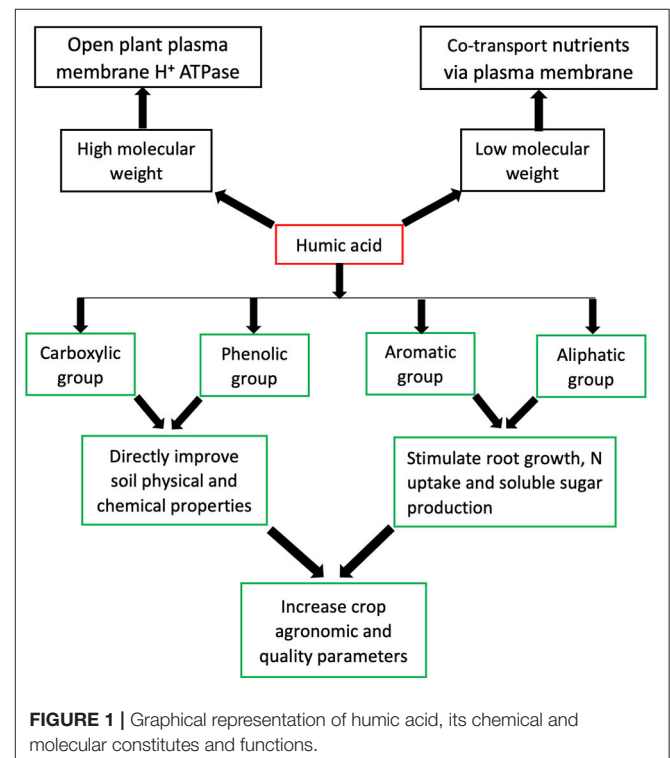 Open plant plasma
membrane H⁺ ATPase
Co-transport nutrients
via plasma membrane
High molecular
weight
Low molecular
weight
Humic acid
Carboxylic
group
Phenolic
group
Aromatic
group
Aliphatic
group
Directly improve
soil physical and
chemical properties
Stimulate root growth, N
uptake and soluble sugar
production
Increase crop
agronomic and
quality parameters
FIGURE 1 | Graphical representation of humic acid, its chemical and
molecular constitutes and functions.